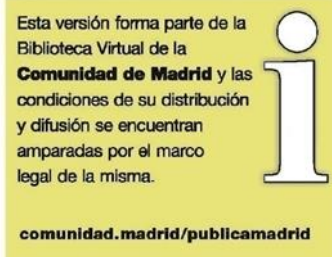 Esta versión forma parte de la
Biblioteca Virtual de la
Comunidad de Madrid y las
condiciones de su distribución
y difusión se encuentran
amparadas por el marco
legal de la misma.
i
comunidad.madrid/publicamadrid